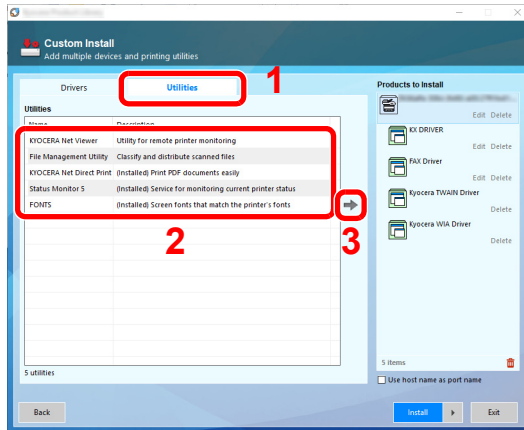 Custom Install
Add multiple devices and printing utilities
1
Drivers Utilities
Utilities
Name Description
KYOCERA Net Viewer Utility for remote printer monitoring
File Management Utility Classify and distribute scanned files
KYOCERA Net Direct Print (Installed) Print PDF documents easily
Status Monitor 5 (Installed) Service for monitoring current printer status
FONTS (Installed) Screen fonts that match the printer's fonts
2
3
5 utilities
Products to Install
Edit Delete
KX DRIVER
Edit Delete
FAX Driver
Edit Delete
Kyocera TWAIN Driver
Delete
Kyocera WIA Driver
Delete
5 items
Use host name as port name
Back Install Exit